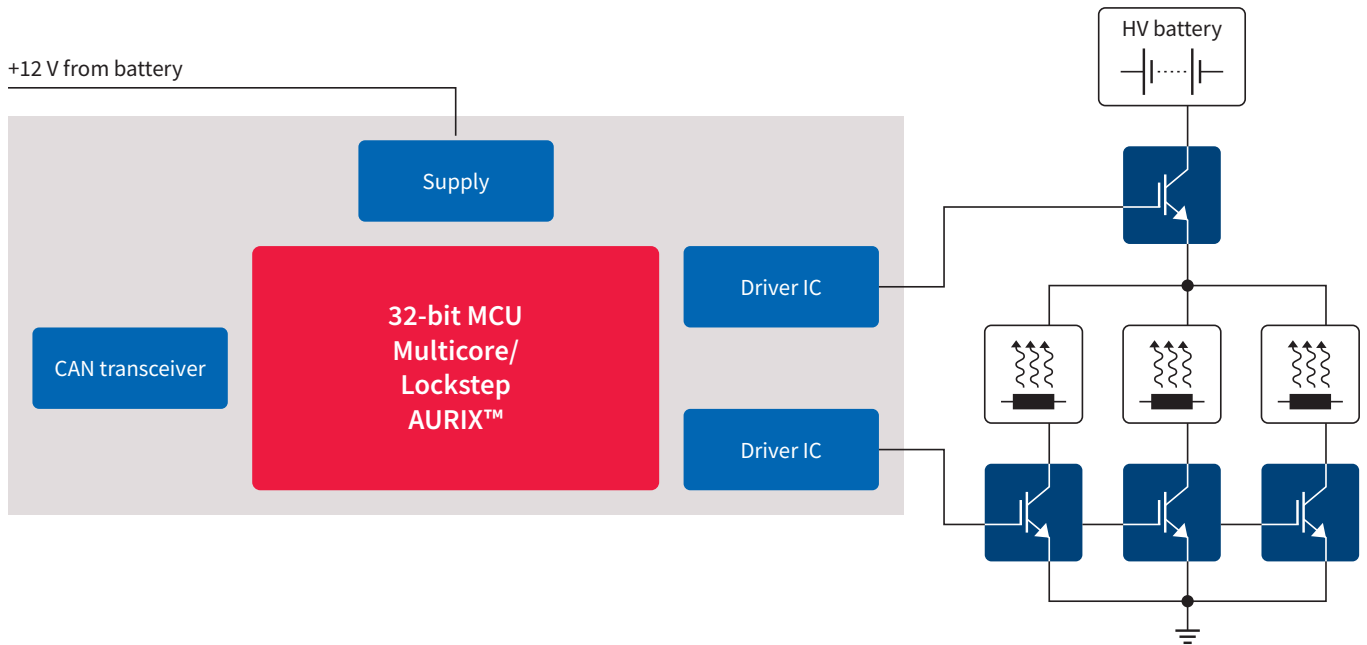 HV battery
+12 V from battery
Supply
Driver IC
32-bit MCU
Multicore/
Lockstep
AURIX™
CAN transceiver
Driver IC